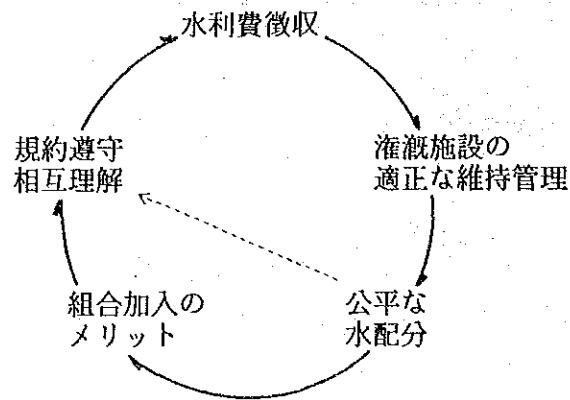 水利費徴収
灌漑施設の
適正な維持管理
公平な
水配分
組合加入の
メリット
規約遵守
相互理解